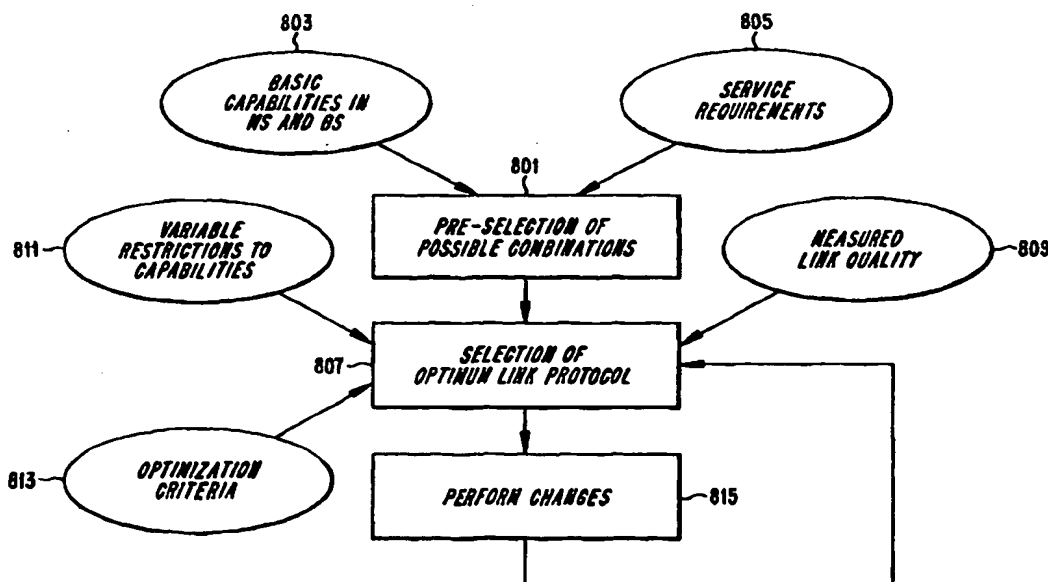 803
805
BASIC
CAPABILITIES IN
MS AND BS
SERVICE
REQUIREMENTS
801
PRE-SELECTION OF
POSSIBLE COMBINATIONS
811
VARIABLE
RESTRICTIONS TO
CAPABILITIES
MEASURED
LINK QUALITY
809
807
SELECTION OF
OPTIMUM LINK PROTOCOL
813
OPTIMIZATION
CRITERIA
PERFORM CHANGES
815